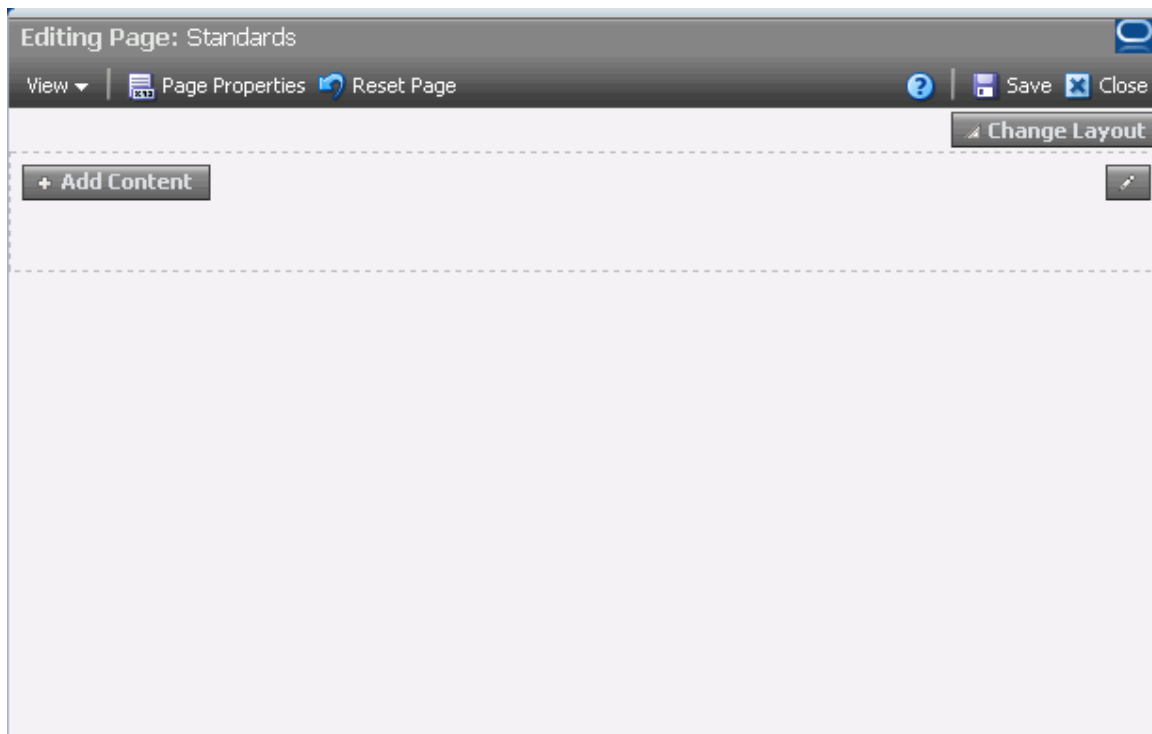 Editing Page: Standards
View Page Properties Reset Page ? Save Close
Change Layout
+ Add Content